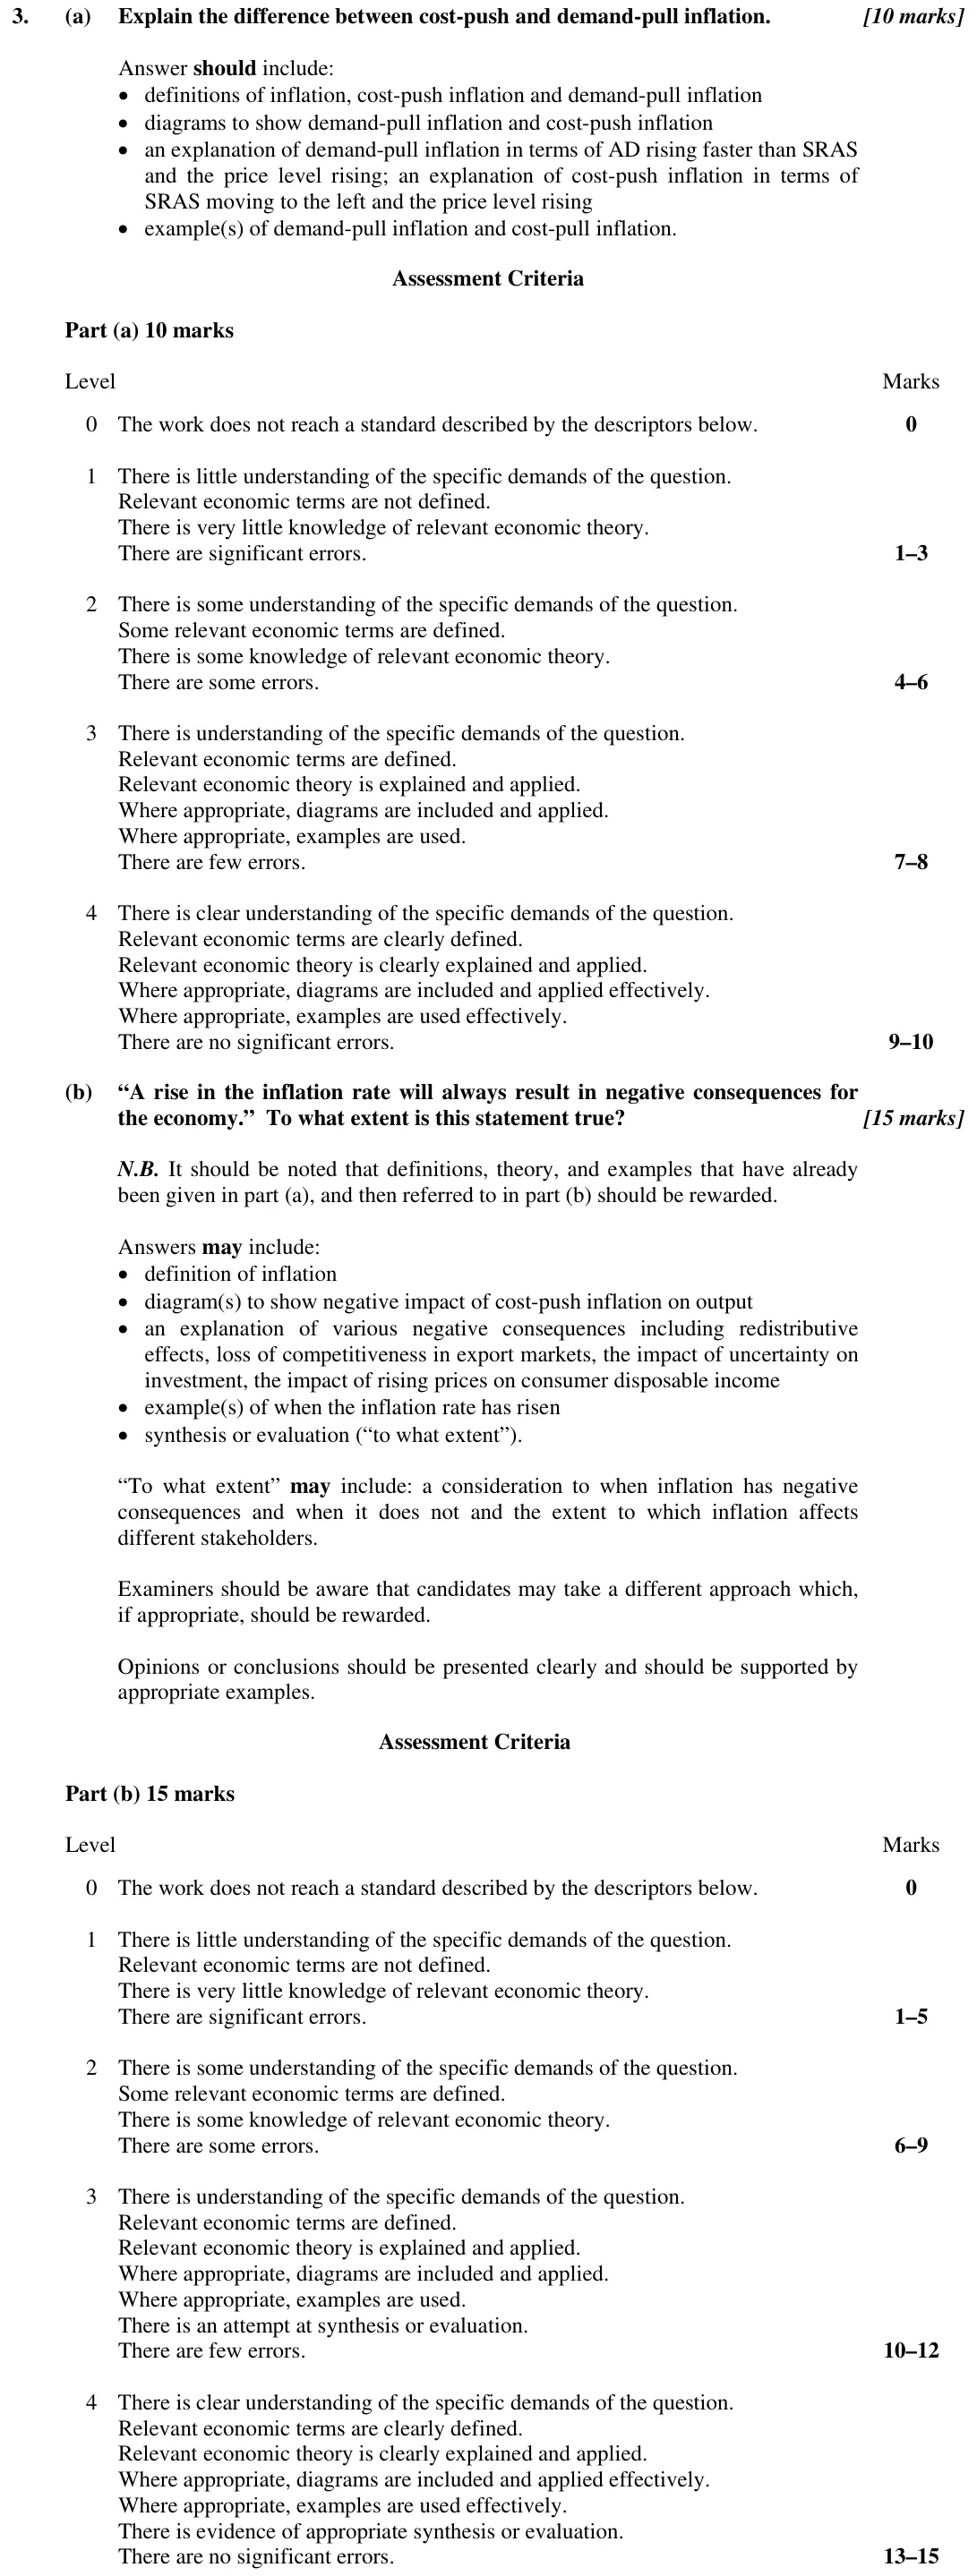 3. (a) Explain the difference between cost-push and demand-pull inflation. [10 marks]
Answer should include:
• definitions of inflation, cost-push inflation and demand-pull inflation
• diagrams to show demand-pull inflation and cost-push inflation
• an explanation of demand-pull inflation in terms of AD rising faster than SRAS
and the price level rising; an explanation of cost-push inflation in terms of
SRAS moving to the left and the price level rising
• example(s) of demand-pull inflation and cost-pull inflation.
Assessment Criteria
Part (a) 10 marks
Level Marks
0 The work does not reach a standard described by the descriptors below. 0
1 There is little understanding of the specific demands of the question.
Relevant economic terms are not defined.
There is very little knowledge of relevant economic theory.
There are significant errors. 1–3
2 There is some understanding of the specific demands of the question.
Some relevant economic terms are defined.
There is some knowledge of relevant economic theory.
There are some errors. 4–6
3 There is understanding of the specific demands of the question.
Relevant economic terms are defined.
Relevant economic theory is explained and applied.
Where appropriate, diagrams are included and applied.
Where appropriate, examples are used.
There are few errors. 7–8
4 There is clear understanding of the specific demands of the question.
Relevant economic terms are clearly defined.
Relevant economic theory is clearly explained and applied.
Where appropriate, diagrams are included and applied effectively.
Where appropriate, examples are used effectively.
There are no significant errors. 9–10
(b) “A rise in the inflation rate will always result in negative consequences for
the economy.” To what extent is this statement true? [15 marks]
N.B. It should be noted that definitions, theory, and examples that have already
been given in part (a), and then referred to in part (b) should be rewarded.
Answers may include:
• definition of inflation
• diagram(s) to show negative impact of cost-push inflation on output
• an explanation of various negative consequences including redistributive
effects, loss of competitiveness in export markets, the impact of uncertainty on
investment, the impact of rising prices on consumer disposable income
• example(s) of when the inflation rate has risen
• synthesis or evaluation (“to what extent”).
“To what extent” may include: a consideration to when inflation has negative
consequences and when it does not and the extent to which inflation affects
different stakeholders.
Examiners should be aware that candidates may take a different approach which,
if appropriate, should be rewarded.
Opinions or conclusions should be presented clearly and should be supported by
appropriate examples.
Assessment Criteria
Part (b) 15 marks
Level Marks
0 The work does not reach a standard described by the descriptors below. 0
1 There is little understanding of the specific demands of the question.
Relevant economic terms are not defined.
There is very little knowledge of relevant economic theory.
There are significant errors. 1–5
2 There is some understanding of the specific demands of the question.
Some relevant economic terms are defined.
There is some knowledge of relevant economic theory.
There are some errors. 6–9
3 There is understanding of the specific demands of the question.
Relevant economic terms are defined.
Relevant economic theory is explained and applied.
Where appropriate, diagrams are included and applied.
Where appropriate, examples are used.
There is an attempt at synthesis or evaluation.
There are few errors. 10–12
4 There is clear understanding of the specific demands of the question.
Relevant economic terms are clearly defined.
Relevant economic theory is clearly explained and applied.
Where appropriate, diagrams are included and applied effectively.
Where appropriate, examples are used effectively.
There is evidence of appropriate synthesis or evaluation.
There are no significant errors. 13–15